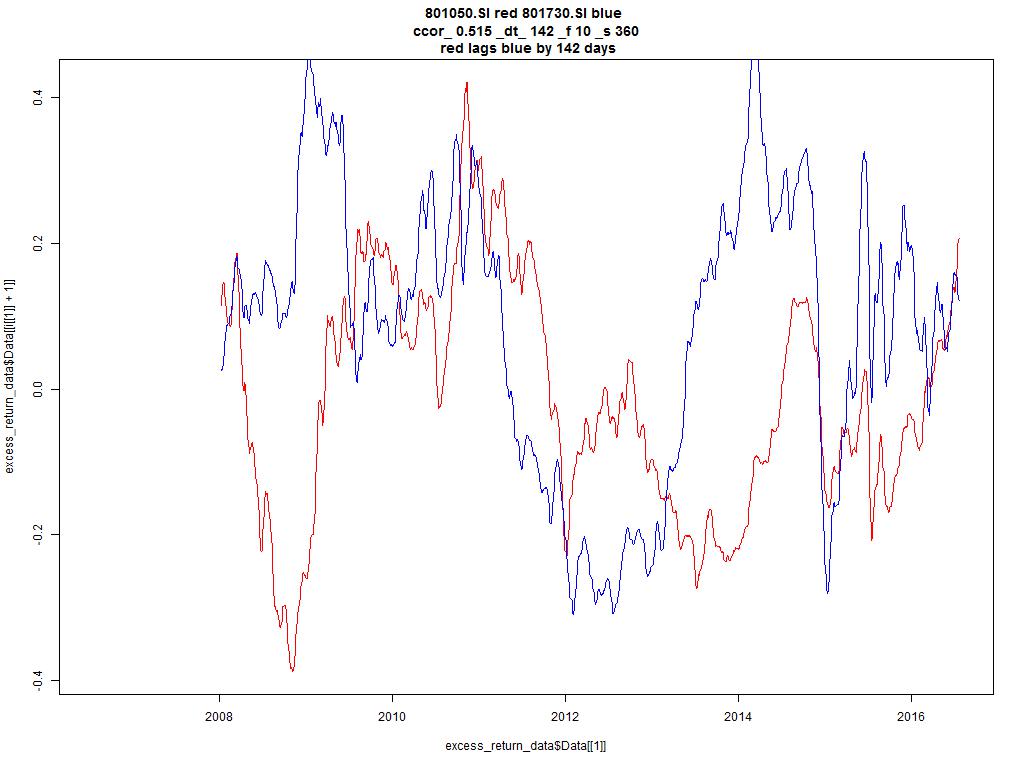 801050.SI red 801730.SI blue
ccor_ 0.515 _dt_ 142 _f 10 _s 360
red lags blue by 142 days
excess_return_data$Data[[i[1]] + 1]]
0.4
0.2
0.0
-0.2
-0.4
2008
2010
2012
2014
2016
excess_return_data$Data[[1]]